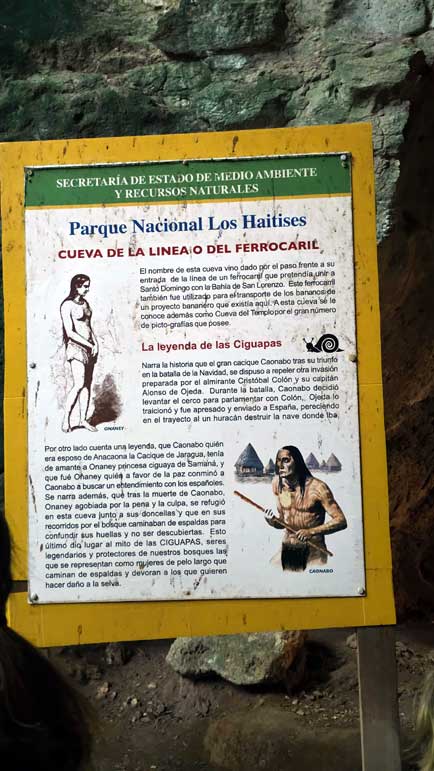 SECRETARÍA DE ESTADO DE MEDIO AMBIENTE
Y RECURSOS NATURALES
Parque Nacional Los Haitises
CUEVA DE LA LINEA O DEL FERROCARIL
El nombre de esta cueva vino dado por el paso frente a su
entrada de la línea de un ferrocaril que pretendía unir a
Santo Domingo con la Bahía de San Lorenzo. Este ferrocaril
también fue utilizado para el transporte de los bananos de
un proyecto bananero que existía aquí. A esta cueva se le
conoce además como Cueva del Templo por el gran número
de picto-grafías que posee.
La leyenda de las Ciguapas
Narra la historia que el gran cacique Caonabo tras su triunfo
en la batalla de la Navidad, se dispuso a repeler otra invasión
preparada por el almirante Cristóbal Colón y su capitán
Alonso de Ojeda. Durante la batalla, Caonabo decidió
levantar el cerco para parlamentar con Colón, Ojeda lo
traicionó y fue apresado y enviado a España, pereciendo
en el trayecto al un huracán destruir la nave donde iba.
ONANEY
Por otro lado cuenta una leyenda, que Caonabo quién
era esposo de Anacaona la Cacique de Jaragua, tenía
de amante a Onaney princesa ciguaya de Samaná, y
que fué Onaney quién a favor de la paz conminó a
Caonabo a buscar un entendimiento con los españoles.
Se narra además, que tras la muerte de Caonabo,
Onaney agobiada por la pena y la culpa, se refugió
en esta cueva junto a sus doncellas y que en sus
recorridos por el bosque caminaban de espaldas para
confundir sus huellas y no ser descubiertas. Esto
último dio lugar al mito de las CIGUAPAS, seres
legendarios y protectores de nuestros bosques las
que se representan como mujeres de pelo largo que
caminan de espaldas y devoran a los que quieren
hacer daño a la selva.
CAONABO